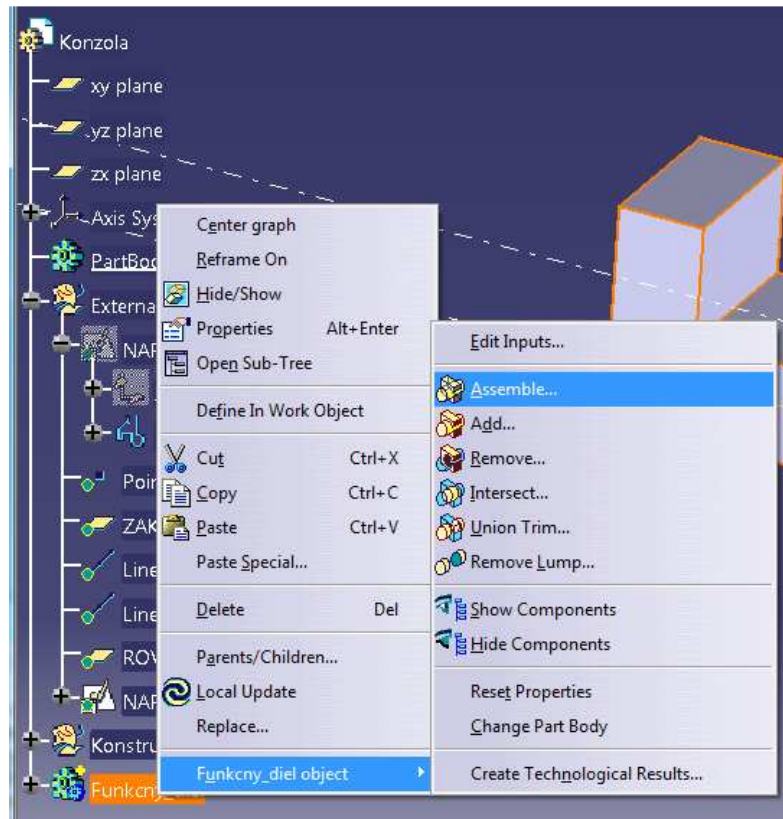 Konzola
xy plane
yz plane
zx plane
Axis Sys
PartBod
Externa
NAF
Poin
ZAK
Line
Line
ROV
NAF
Konstru
Funkcny_diel
Center graph
Reframe On
Hide/Show
Properties Alt+Enter
Open Sub-Tree
Define In Work Object
Cut Ctrl+X
Copy Ctrl+C
Paste Ctrl+V
Paste Special...
Delete Del
Parents/Children...
Local Update
Replace...
Funkcny_diel object
Edit Inputs...
Assemble...
Add...
Remove...
Intersect...
Union Trim...
Remove Lump...
Show Components
Hide Components
Reset Properties
Change Part Body
Create Technological Results...